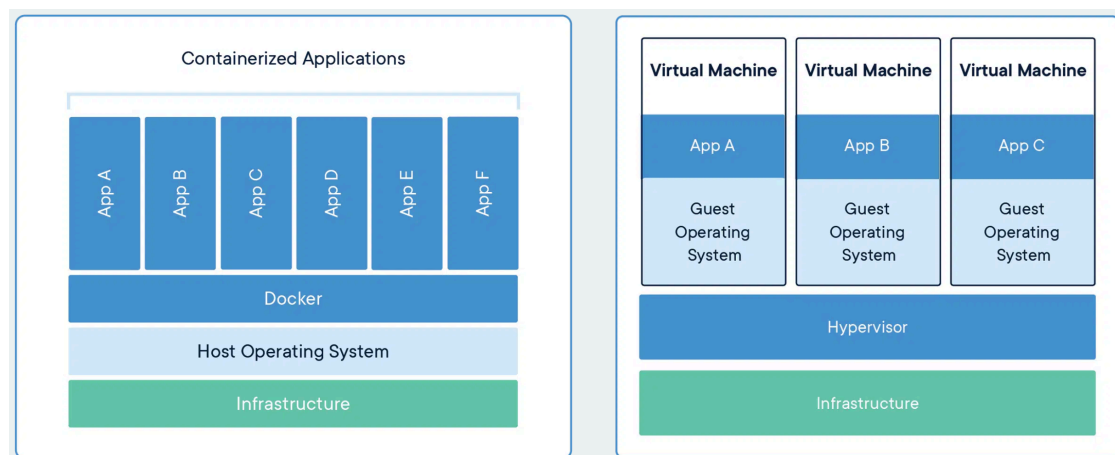 Containerized Applications
App A
App B
App C
App D
App E
App F
Docker
Host Operating System
Infrastructure
Virtual Machine
App A
Guest
Operating
System
Virtual Machine
App B
Guest
Operating
System
Virtual Machine
App C
Guest
Operating
System
Hypervisor
Infrastructure